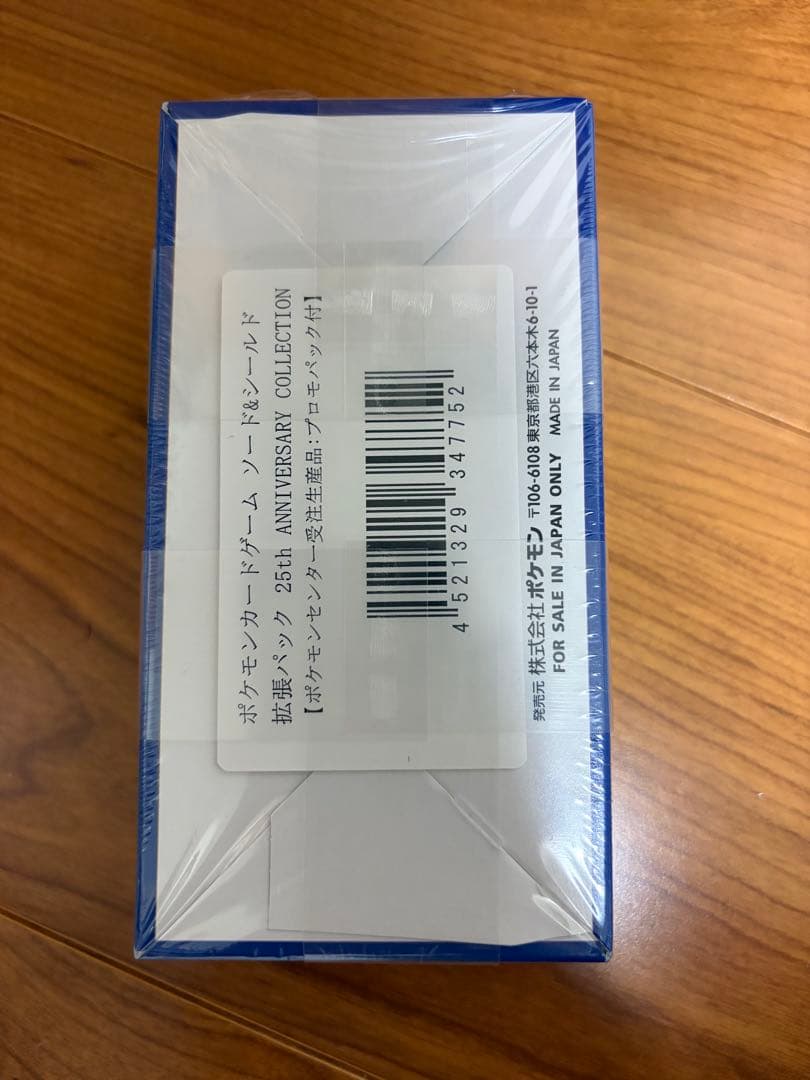 ポケモンカードゲーム ソード&シールド
拡張パック 25th ANNIVERSARY COLLECTION
【ポケモンセンター受注生産品:プロモパック付】
4 521329 347752
発売元 株式会社 ポケモン 〒106-6108 東京都港区六本木6-10-1
FOR SALE IN JAPAN ONLY MADE IN JAPAN